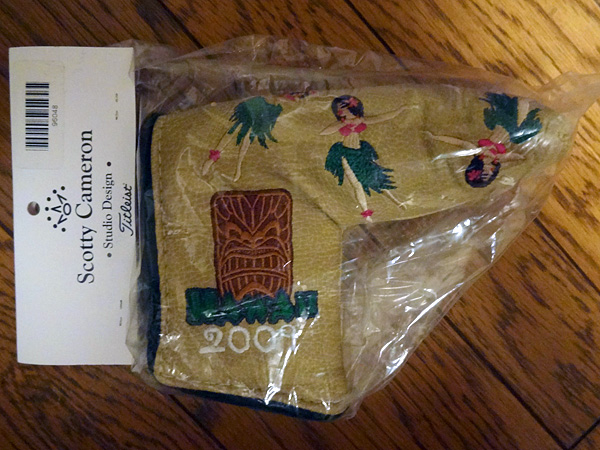 Scotty Cameron
• Studio Design •
Titleist
HAWAII
2009